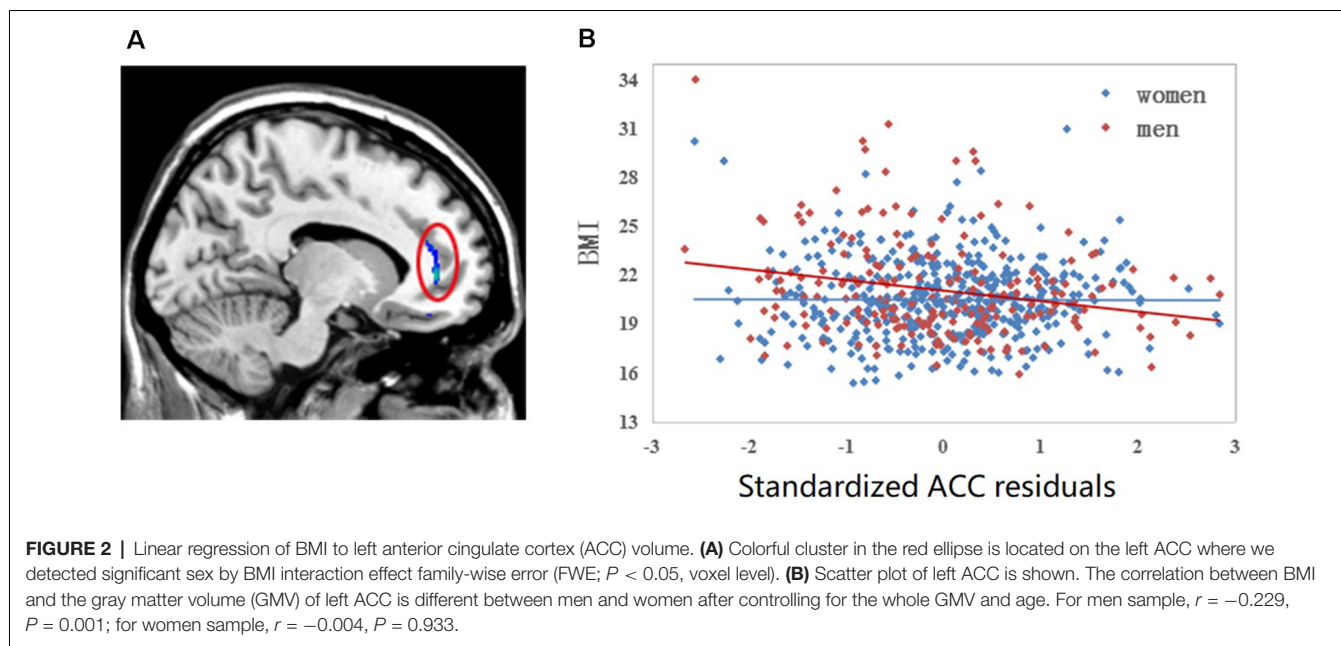 A
B
34
31
28
25
22
19
16
13
BMI
women
men
-3
-2
-1
0
1
2
3
Standardized ACC residuals
FIGURE 2 | Linear regression of BMI to left anterior cingulate cortex (ACC) volume. (A) Colorful cluster in the red ellipse is located on the left ACC where we
detected significant sex by BMI interaction effect family-wise error (FWE; P < 0.05, voxel level). (B) Scatter plot of left ACC is shown. The correlation between BMI
and the gray matter volume (GMV) of left ACC is different between men and women after controlling for the whole GMV and age. For men sample, r = −0.229,
P = 0.001; for women sample, r = −0.004, P = 0.933.